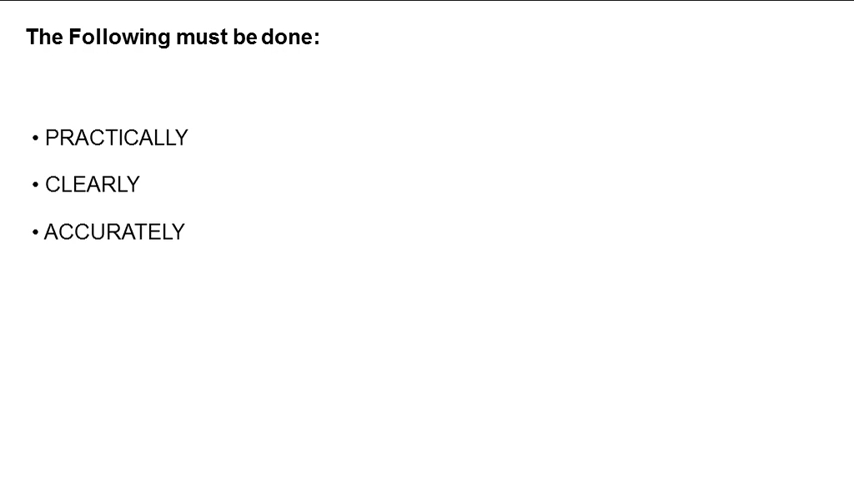 The Following must be done:
• PRACTICALLY
• CLEARLY
• ACCURATELY